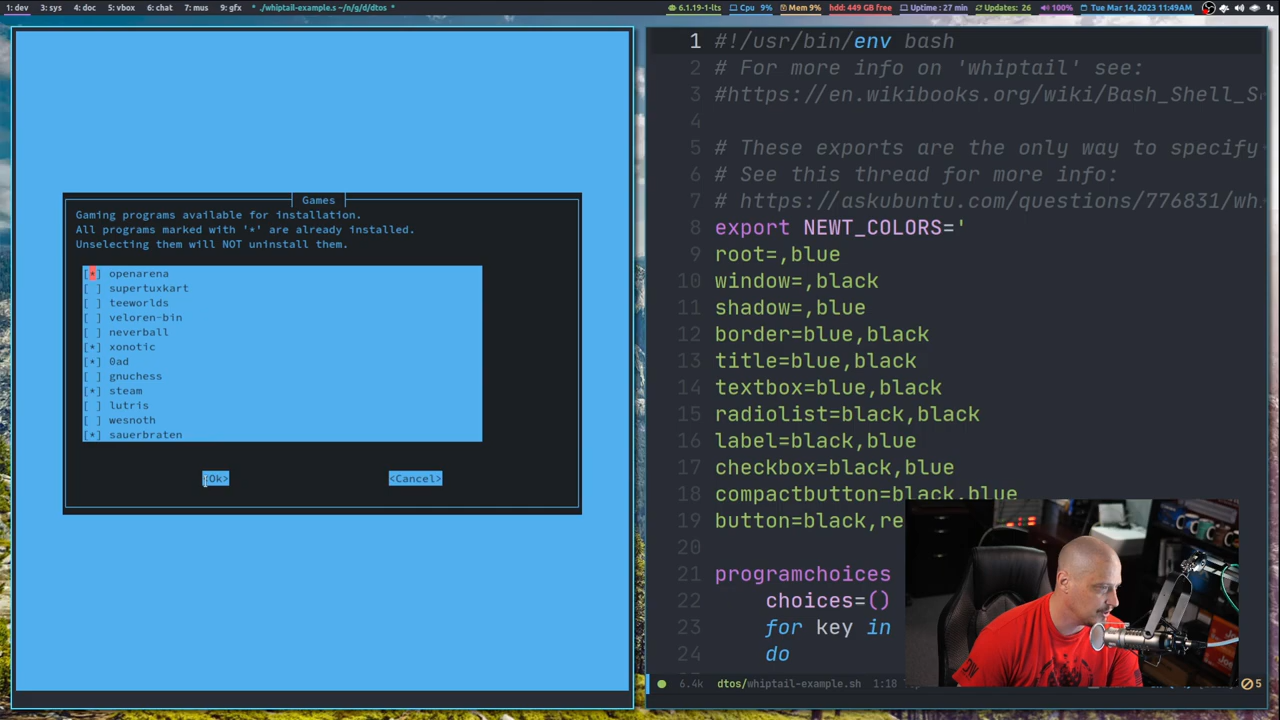 1: dev 3: sys 4: doc 5: vbox 6: chat 7: mus 9: gfx * ./whiptail-example.s ~/n/g/d/dtos * 6.1.19-1-lts Cpu 9% Mem 9% hdd: 449 GB free Uptime : 27 min Updates: 26 100% Tue Mar 14, 2023 11:49AM
Games
Gaming programs available for installation.
All programs marked with '*' are already installed.
Unselecting them will NOT uninstall them.
[*] openarena
[ ] supertuxkart
[ ] teeworlds
[ ] veloren-bin
[ ] neverball
[*] xonotic
[*] 0ad
[ ] gnuchess
[*] steam
[ ] lutris
[ ] wesnoth
[*] sauerbraten
<Ok> <Cancel>
1 #!/usr/bin/env bash
2 # For more info on 'whiptail' see:
3 #https://en.wikibooks.org/wiki/Bash_Shell_S
4
5 # These exports are the only way to specify
6 # See this thread for more info:
7 # https://askubuntu.com/questions/776831/wh
8 export NEWT_COLORS='
9 root=,blue
10 window=,black
11 shadow=,blue
12 border=blue,black
13 title=blue,black
14 textbox=blue,black
15 radiolist=black,black
16 label=black,blue
17 checkbox=black,blue
18 compactbutton=black,blue
19 button=black,re
20
21 programchoices
22 choices=()
23 for key in
24 do
6.4k dtos/whiptail-example.sh 1:18 5